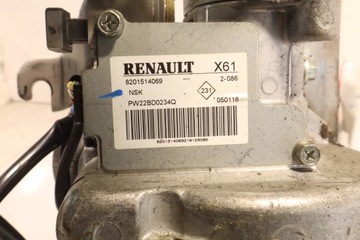 RENAULT X61
8201514069 2-086
NSK 231
PW22BD0234Q 050116